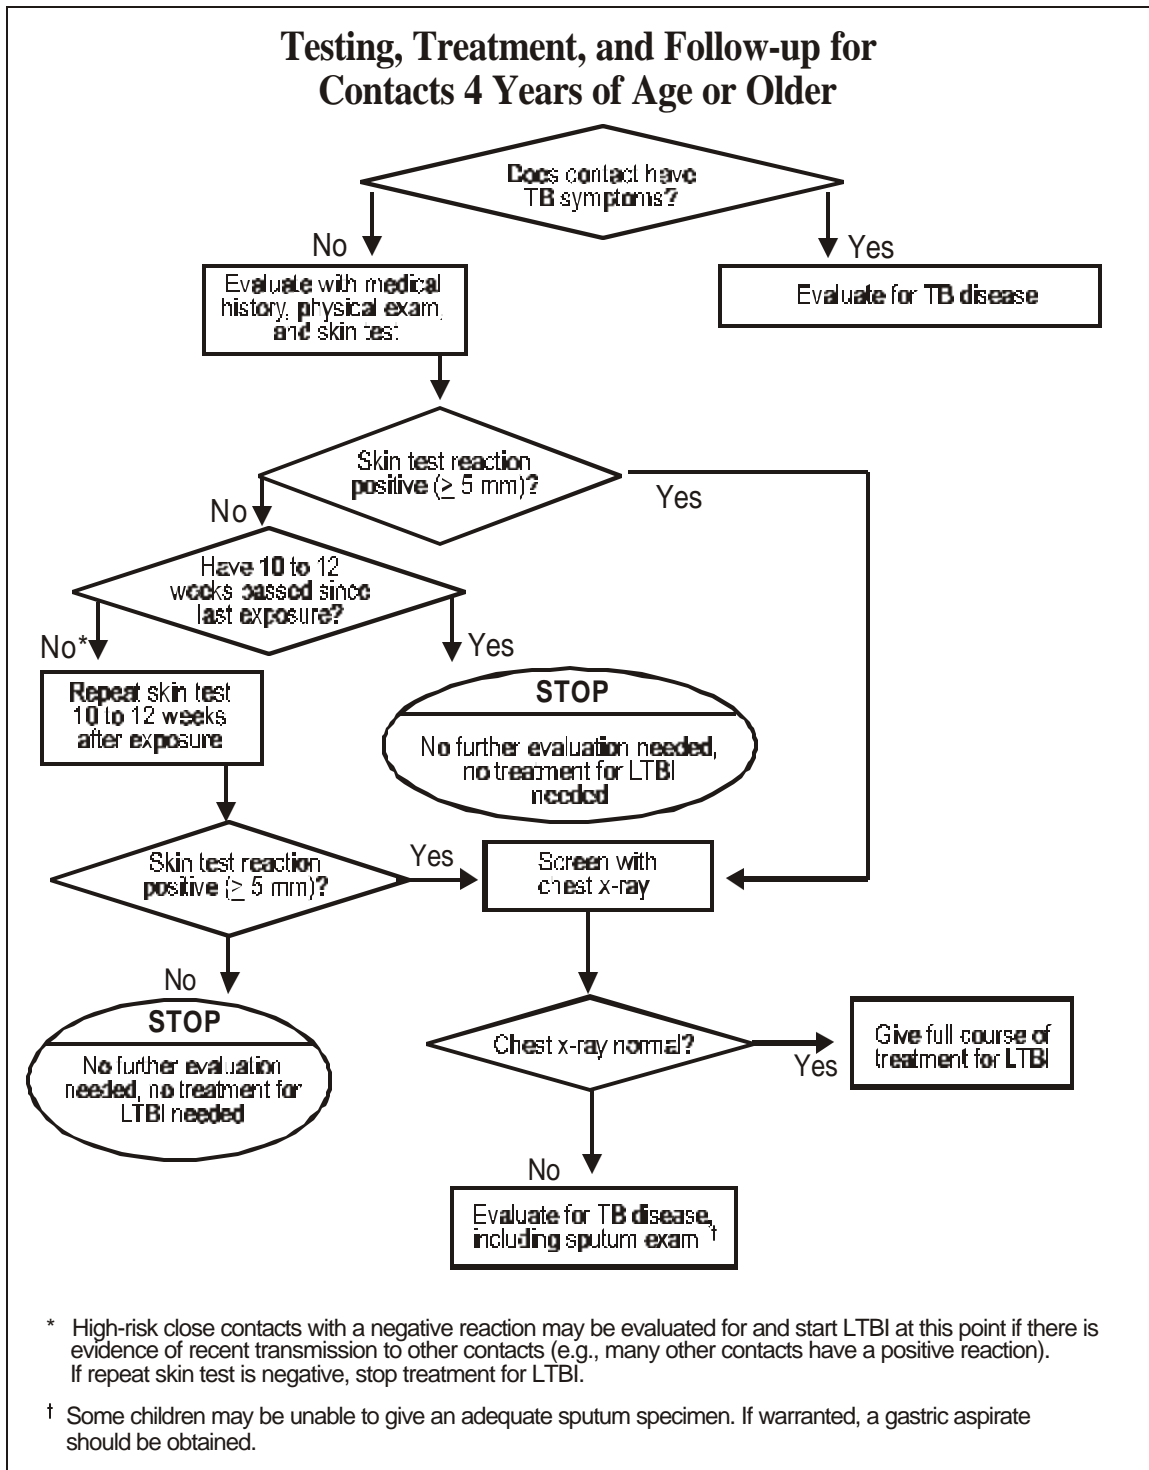 Testing, Treatment, and Follow-up for
Contacts 4 Years of Age or Older
Does contact have
TB symptoms?
No
Yes
Evaluate with medical
history, physical exam,
and skin test
Evaluate for TB disease
Skin test reaction
positive (≥ 5 mm)?
Yes
No
Have 10 to 12
weeks passed since
last exposure?
No*
Yes
Repeat skin test
10 to 12 weeks
after exposure
STOP
No further evaluation needed,
no treatment for LTBI
needed
Skin test reaction
positive (≥ 5 mm)?
Yes
Screen with
chest x-ray
No
STOP
No further evaluation
needed, no treatment for
LTBI needed
Chest x-ray normal?
Yes
Give full course of
treatment for LTBI
No
Evaluate for TB disease,
including sputum exam †
* High-risk close contacts with a negative reaction may be evaluated for and start LTBI at this point if there is
evidence of recent transmission to other contacts (e.g., many other contacts have a positive reaction).
If repeat skin test is negative, stop treatment for LTBI.
† Some children may be unable to give an adequate sputum specimen. If warranted, a gastric aspirate
should be obtained.